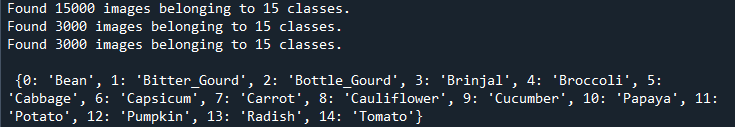 Found 15000 images belonging to 15 classes.
Found 3000 images belonging to 15 classes.
Found 3000 images belonging to 15 classes.
{0: 'Bean', 1: 'Bitter_Gourd', 2: 'Bottle_Gourd', 3: 'Brinjal', 4: 'Broccoli', 5:
'Cabbage', 6: 'Capsicum', 7: 'Carrot', 8: 'Cauliflower', 9: 'Cucumber', 10: 'Papaya', 11:
'Potato', 12: 'Pumpkin', 13: 'Radish', 14: 'Tomato'}